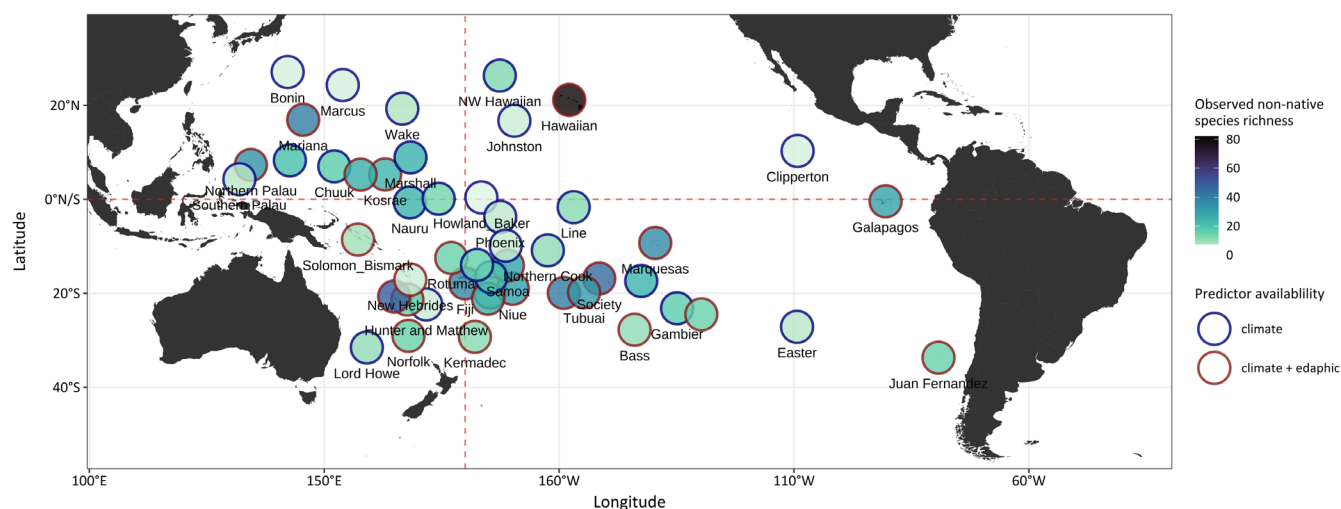 Bonin
Marcus
NW Hawaiian
Hawaiian
Mariana
Wake
Johnston
Northern Palau
Southern Palau
Chuuk
Marshall
Kosrae
Nauru
Howland_Baker
Line
Clipperton
Galapagos
Phoenix
Solomon_Bismark
Rotuma
Northern Cook
Samoa
Marquesas
New Hebrides
Fiji
Niue
Society
Tubuai
Hunter and Matthew
Gambier
Lord Howe
Norfolk
Kermadec
Bass
Easter
Juan Fernandez
20°N
0°N/S
20°S
40°S
Latitude
100°E
150°E
160°W
110°W
60°W
Longitude
Observed non-native
species richness
80
60
40
20
0
Predictor availablility
climate
climate + edaphic